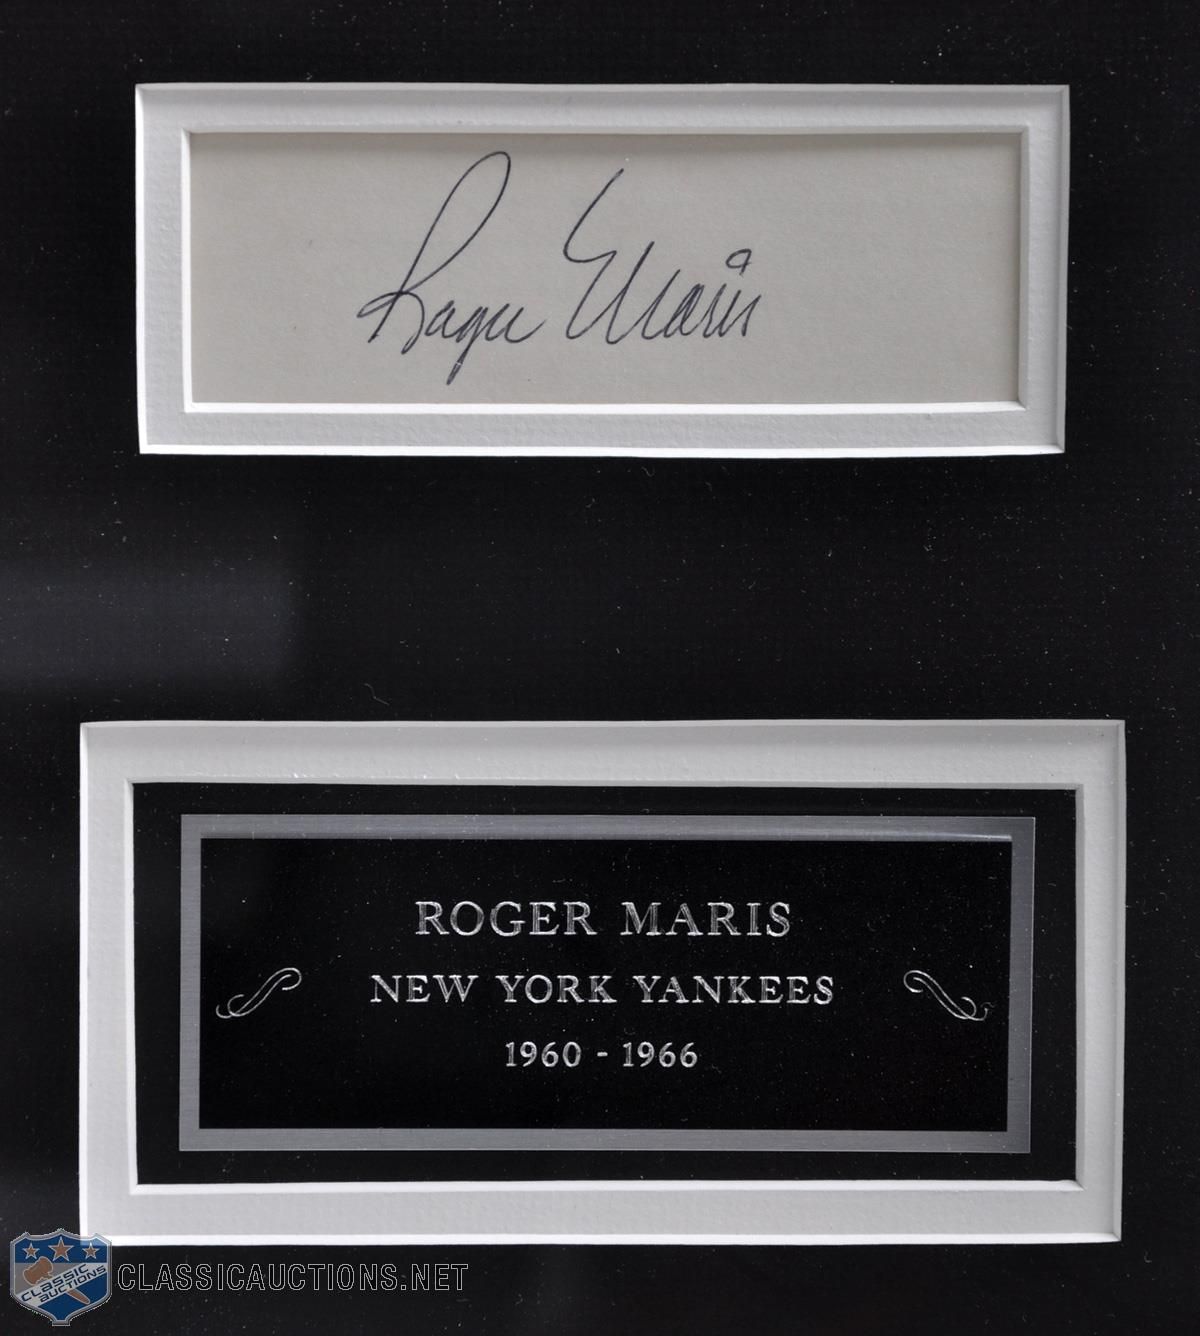 Roger Maris
ROGER MARIS
NEW YORK YANKEES
1960 - 1966
CLASSIC AUCTIONS
CLASSICAUCTIONS.NET